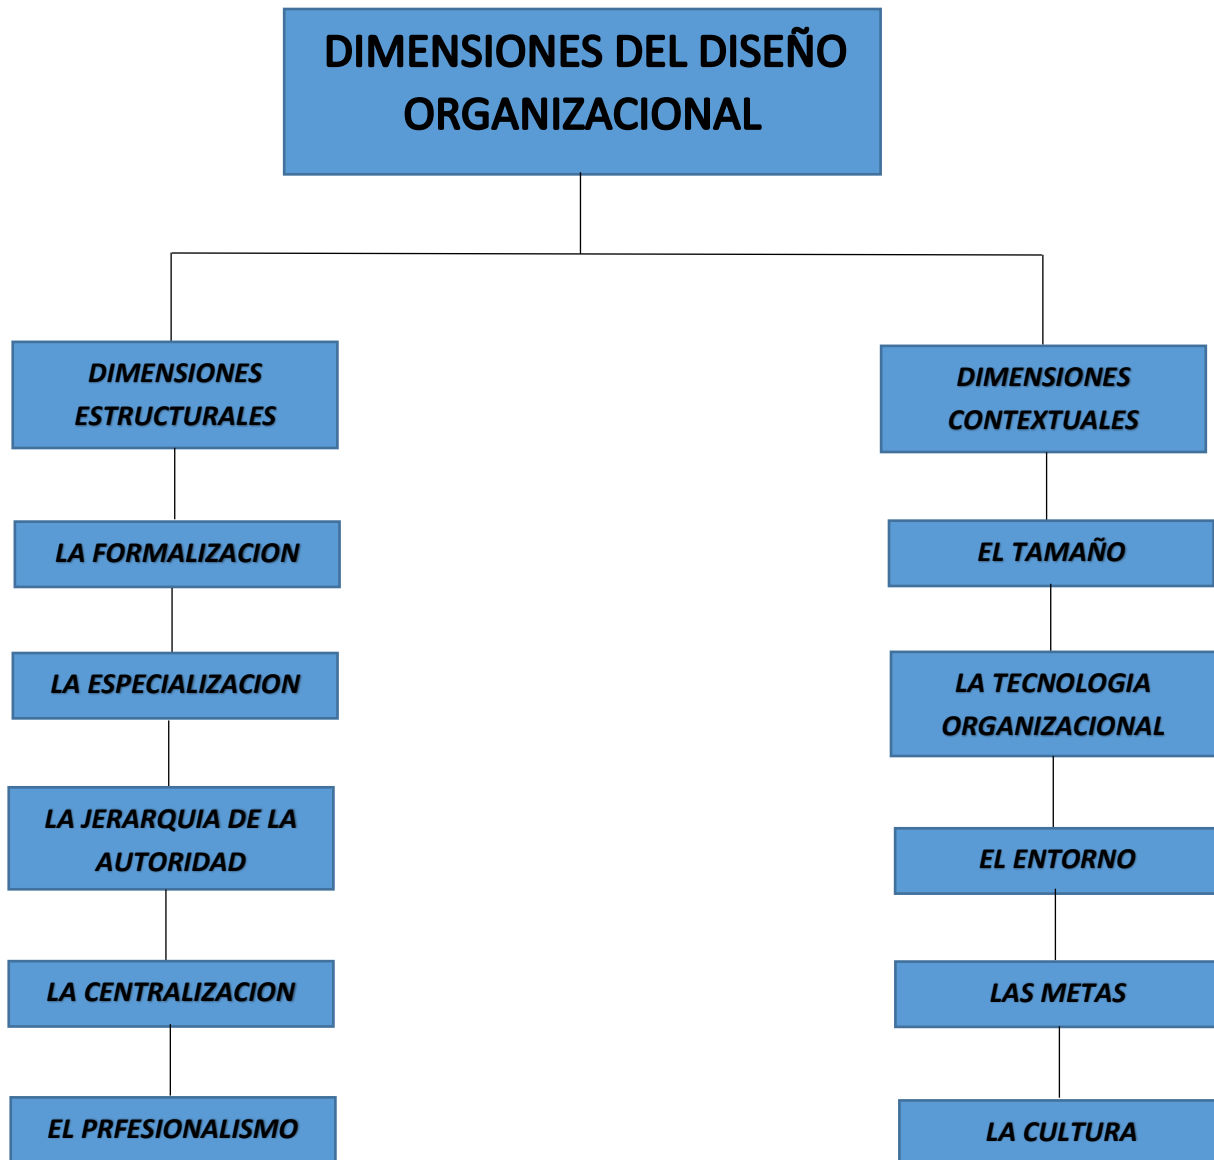 DIMENSIONES DEL DISEÑO
ORGANIZACIONAL
DIMENSIONES
ESTRUCTURALES
LA FORMALIZACION
LA ESPECIALIZACION
LA JERARQUIA DE LA
AUTORIDAD
LA CENTRALIZACION
EL PRFESIONALISMO
DIMENSIONES
CONTEXTUALES
EL TAMAÑO
LA TECNOLOGIA
ORGANIZACIONAL
EL ENTORNO
LAS METAS
LA CULTURA